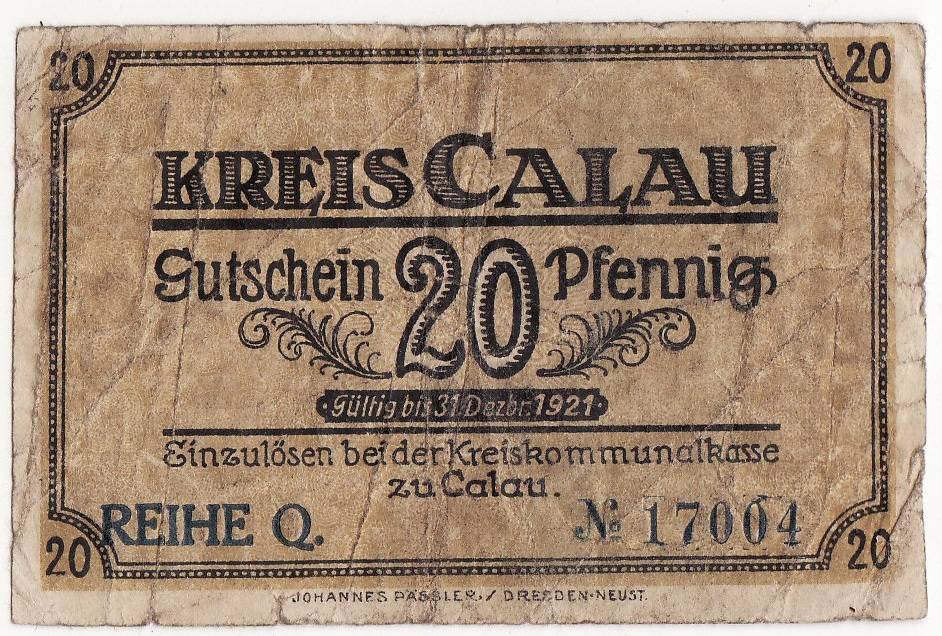 20 20
KREIS CALAU
Gutschein 20 Pfennig
Gültig bis 31. Dezbr. 1921
Einzulösen bei der Kreiskommunalkasse
zu Calau.
REIHE Q. № 17004
20 20
JOHANNES PÄSSLER, / DRESDEN-NEUST.